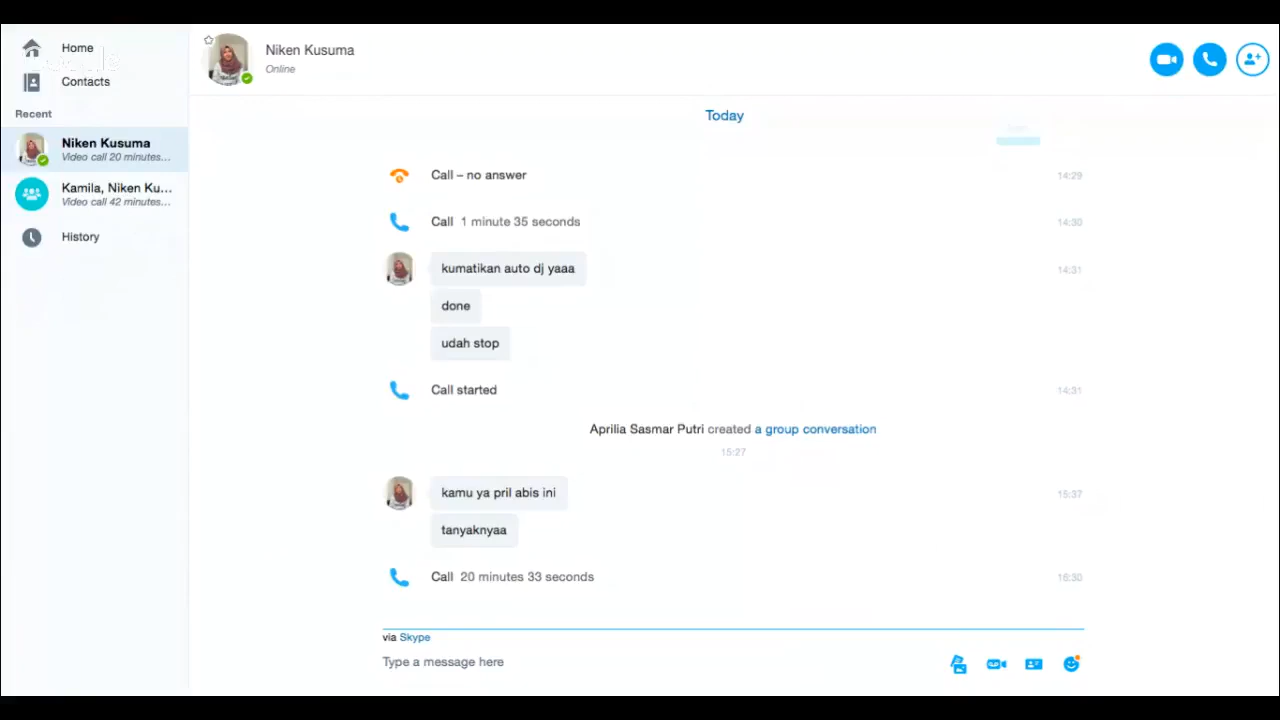 Home
Contacts
Recent
Niken Kusuma
Video call 20 minutes...
Kamila, Niken Ku...
Video call 42 minutes...
History
Niken Kusuma
Online
Today
Call – no answer 14:29
Call 1 minute 35 seconds 14:30
kumatikan auto dj yaaa 14:31
done
udah stop
Call started 14:31
Aprilia Sasmar Putri created a group conversation
15:27
kamu ya pril abis ini 15:37
tanyaknyaa
Call 20 minutes 33 seconds 16:30
via Skype
Type a message here